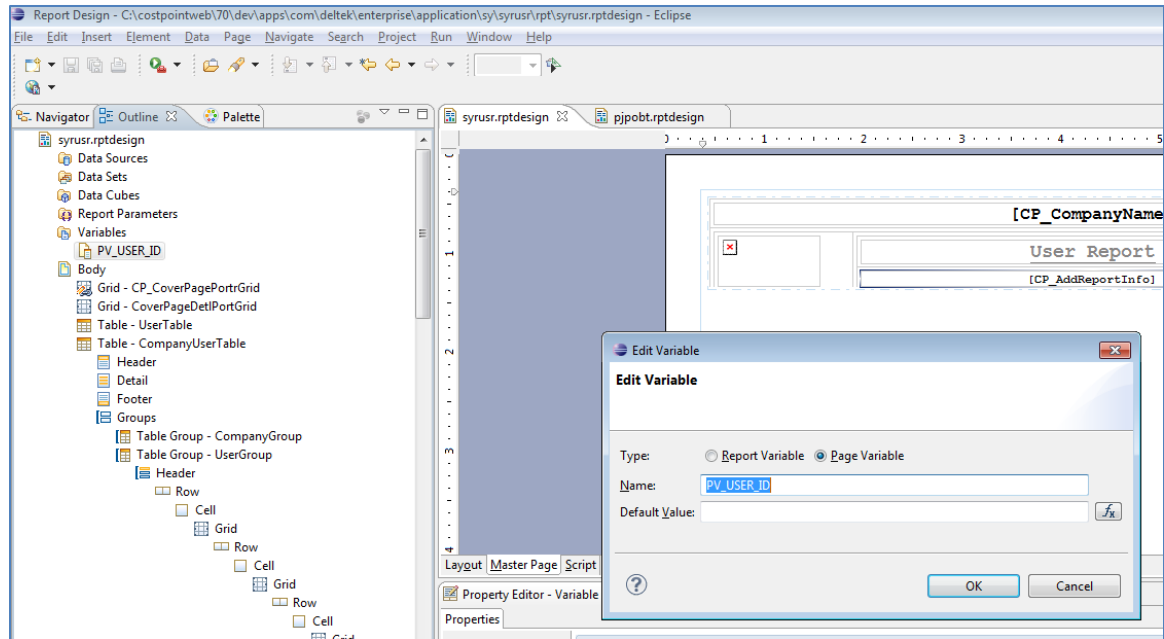 Report Design - C:\costpointweb\70\dev\apps\com\deltek\enterprise\application\sy\syrusr\rpt\syrusr.rptdesign - Eclipse
File Edit Insert Element Data Page Navigate Search Project Run Window Help
Navigator Outline Palette
syrusr.rptdesign
Data Sources
Data Sets
Data Cubes
Report Parameters
Variables
PV_USER_ID
Body
Grid - CP_CoverPagePortrGrid
Grid - CoverPageDetlPortGrid
Table - UserTable
Table - CompanyUserTable
Header
Detail
Footer
Groups
Table Group - CompanyGroup
Table Group - UserGroup
Header
Row
Cell
Grid
Row
Cell
Grid
Row
Cell
Grid
syrusr.rptdesign pjpobt.rptdesign
1 2 3 4 5
1
2
3
4
[CP_CompanyName
User Report
[CP_AddReportInfo]
Edit Variable
Edit Variable
Type: Report Variable Page Variable
Name: PV_USER_ID
Default Value: fx
OK Cancel
Layout Master Page Script
Property Editor - Variable
Properties